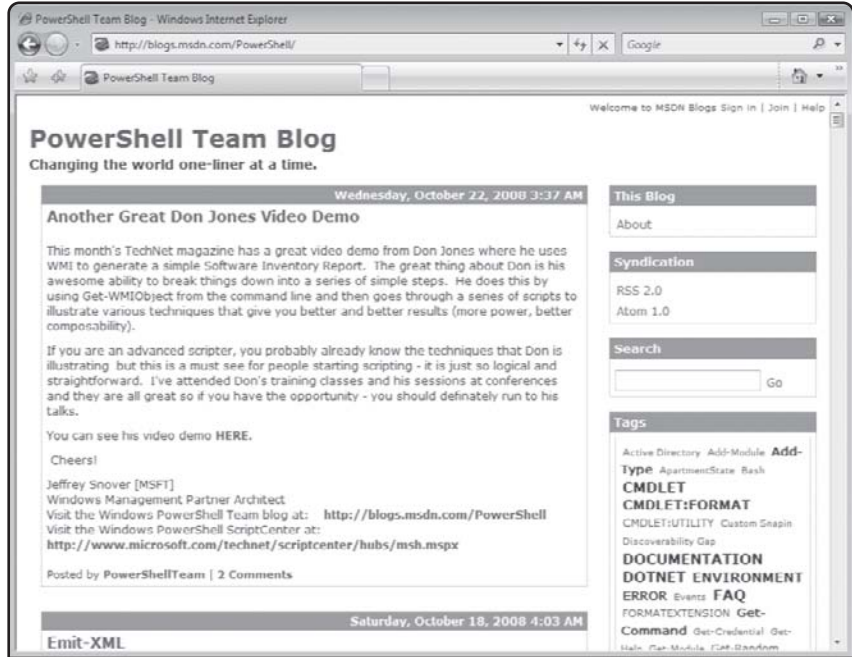 PowerShell Team Blog - Windows Internet Explorer
http://blogs.msdn.com/PowerShell/
Google
PowerShell Team Blog
Welcome to MSDN Blogs Sign in | Join | Help
PowerShell Team Blog
Changing the world one-liner at a time.
Wednesday, October 22, 2008 3:37 AM
Another Great Don Jones Video Demo
This month's TechNet magazine has a great video demo from Don Jones where he uses
WMI to generate a simple Software Inventory Report. The great thing about Don is his
awesome ability to break things down into a series of simple steps. He does this by
using Get-WMIObject from the command line and then goes through a series of scripts to
illustrate various techniques that give you better and better results (more power, better
composability).
If you are an advanced scripter, you probably already know the techniques that Don is
illustrating but this is a must see for people starting scripting - it is just so logical and
straightforward. I've attended Don's training classes and his sessions at conferences
and they are all great so if you have the opportunity - you should definately run to his
talks.
You can see his video demo HERE.
Cheers!
Jeffrey Snover [MSFT]
Windows Management Partner Architect
Visit the Windows PowerShell Team blog at: http://blogs.msdn.com/PowerShell
Visit the Windows PowerShell ScriptCenter at:
http://www.microsoft.com/technet/scriptcenter/hubs/msh.mspx
Posted by PowerShellTeam | 2 Comments
Saturday, October 18, 2008 4:03 AM
Emit-XML
This Blog
About
Syndication
RSS 2.0
Atom 1.0
Search
Go
Tags
Active Directory Add-Module Add-
Type ApartmentState Bash
CMDLET
CMDLET:FORMAT
CMDLET:UTILITY Custom Snapin
Discoverability Gap
DOCUMENTATION
DOTNET ENVIRONMENT
ERROR Events FAQ
FORMATEXTENSION Get-
Command Get-Credential Get-
Help Get-Module Get-Random